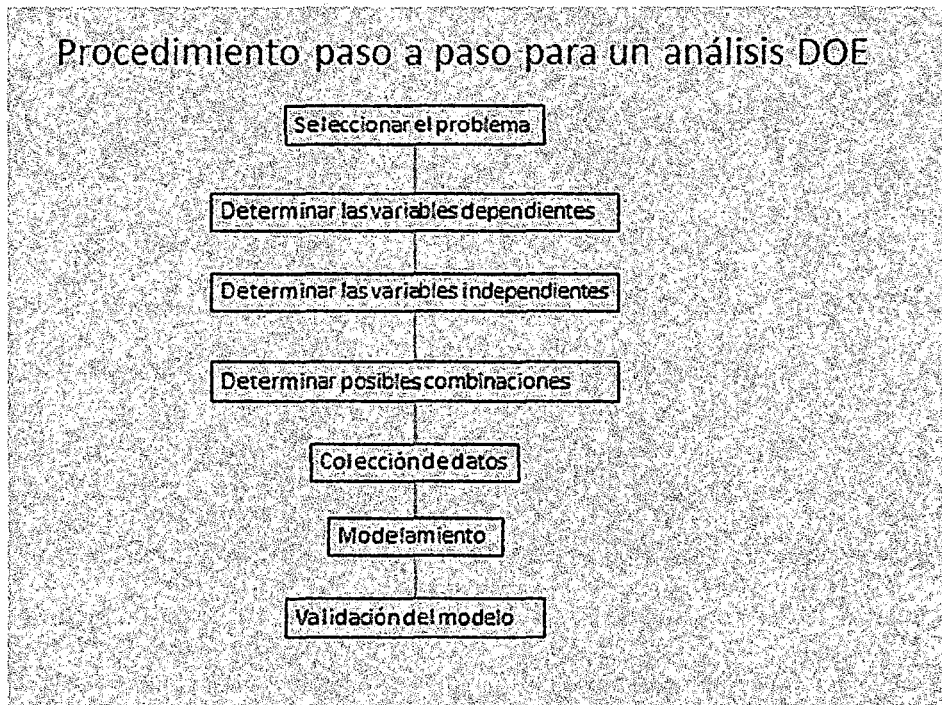 Procedimiento paso a paso para un análisis DOE
Seleccionar el problema
Determinar las variables dependientes
Determinar las variables independientes
Determinar posibles combinaciones
Colección de datos
Modelamiento
Validación del modelo